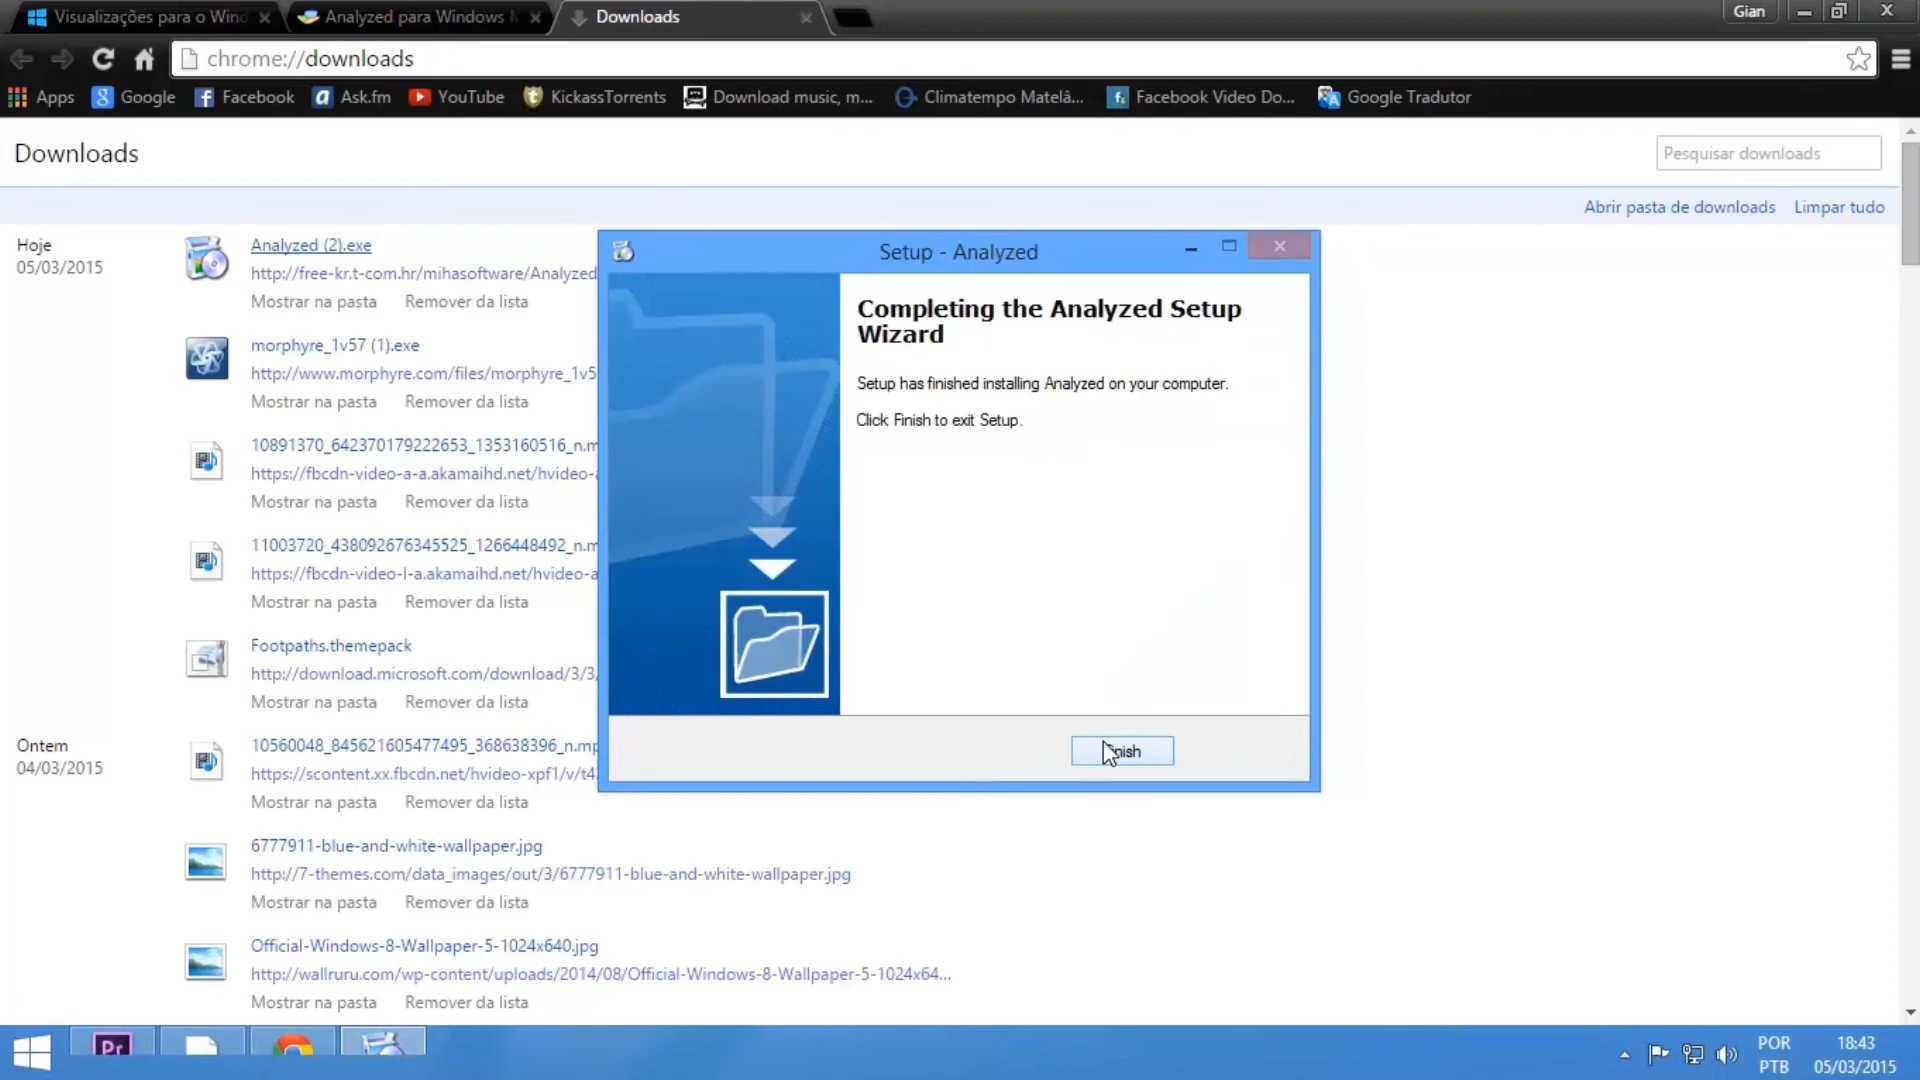 Visualizações para o Wind
Analyzed para Windows M
Downloads
Gian
chrome://downloads
Apps
Google
Facebook
Ask.fm
YouTube
KickassTorrents
Download music, m...
Climatempo Matelâ...
Facebook Video Do...
Google Tradutor
Downloads
Pesquisar downloads
Abrir pasta de downloads
Limpar tudo
Hoje
05/03/2015
Analyzed (2).exe
http://free-kr.t-com.hr/mihasoftware/Analyzed
Mostrar na pasta
Remover da lista
morphyre_1v57 (1).exe
http://www.morphyre.com/files/morphyre_1v5
Mostrar na pasta
Remover da lista
10891370_642370179222653_1353160516_n.m
https://fbcdn-video-a-a.akamaihd.net/hvideo-a
Mostrar na pasta
Remover da lista
11003720_438092676345525_1266448492_n.m
https://fbcdn-video-l-a.akamaihd.net/hvideo-a
Mostrar na pasta
Remover da lista
Footpaths.themepack
http://download.microsoft.com/download/3/3/
Mostrar na pasta
Remover da lista
Ontem
04/03/2015
10560048_845621605477495_368638396_n.mp
https://scontent.xx.fbcdn.net/hvideo-xpf1/v/t4
Mostrar na pasta
Remover da lista
6777911-blue-and-white-wallpaper.jpg
http://7-themes.com/data_images/out/3/6777911-blue-and-white-wallpaper.jpg
Mostrar na pasta
Remover da lista
Official-Windows-8-Wallpaper-5-1024x640.jpg
http://wallruru.com/wp-content/uploads/2014/08/Official-Windows-8-Wallpaper-5-1024x64...
Mostrar na pasta
Remover da lista
Setup - Analyzed
Completing the Analyzed Setup
Wizard
Setup has finished installing Analyzed on your computer.
Click Finish to exit Setup.
Finish
Pr
POR
PTB
18:43
05/03/2015